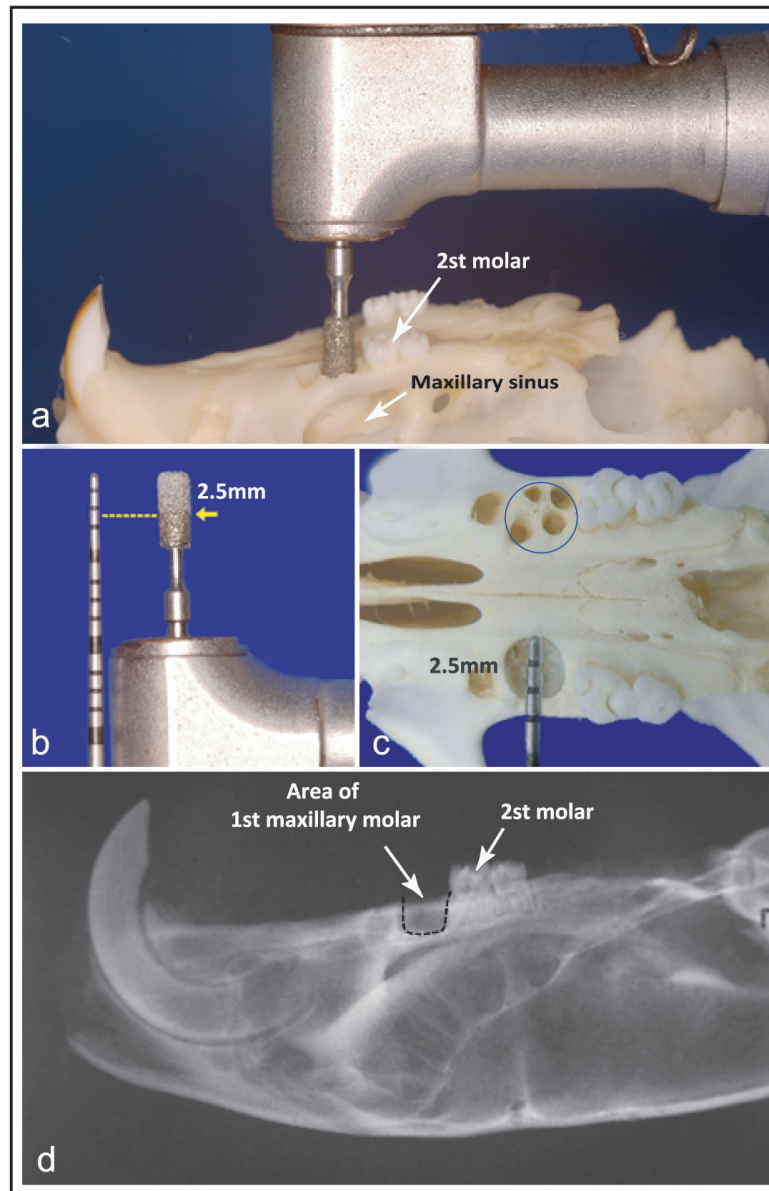 2st molar
Maxillary sinus
a
2.5mm
b
2.5mm
c
Area of
1st maxillary molar
2st molar
d